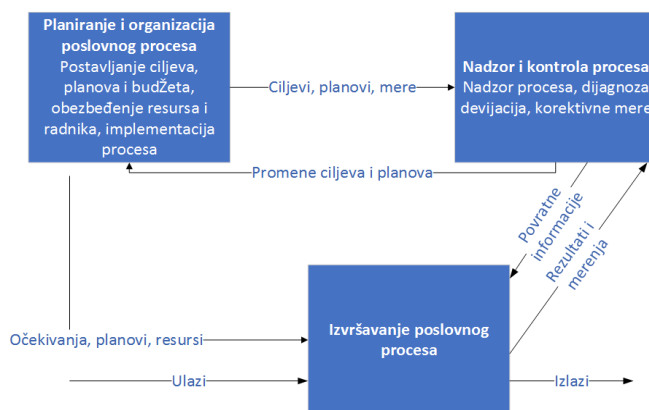 Planiranje i organizacija
poslovnog procesa
Postavljanje ciljeva,
planova i budŽeta,
obezbeđenje resursa i
radnika, implementacija
procesa
Ciljevi, planovi, mere
Nadzor i kontrola procesa
Nadzor procesa, dijagnoza
devijacija, korektivne mere
Promene ciljeva i planova
Povratne
informacije
Rezultati i
merenja
Izvršavanje poslovnog
procesa
Očekivanja, planovi, resursi
Ulazi
Izlazi